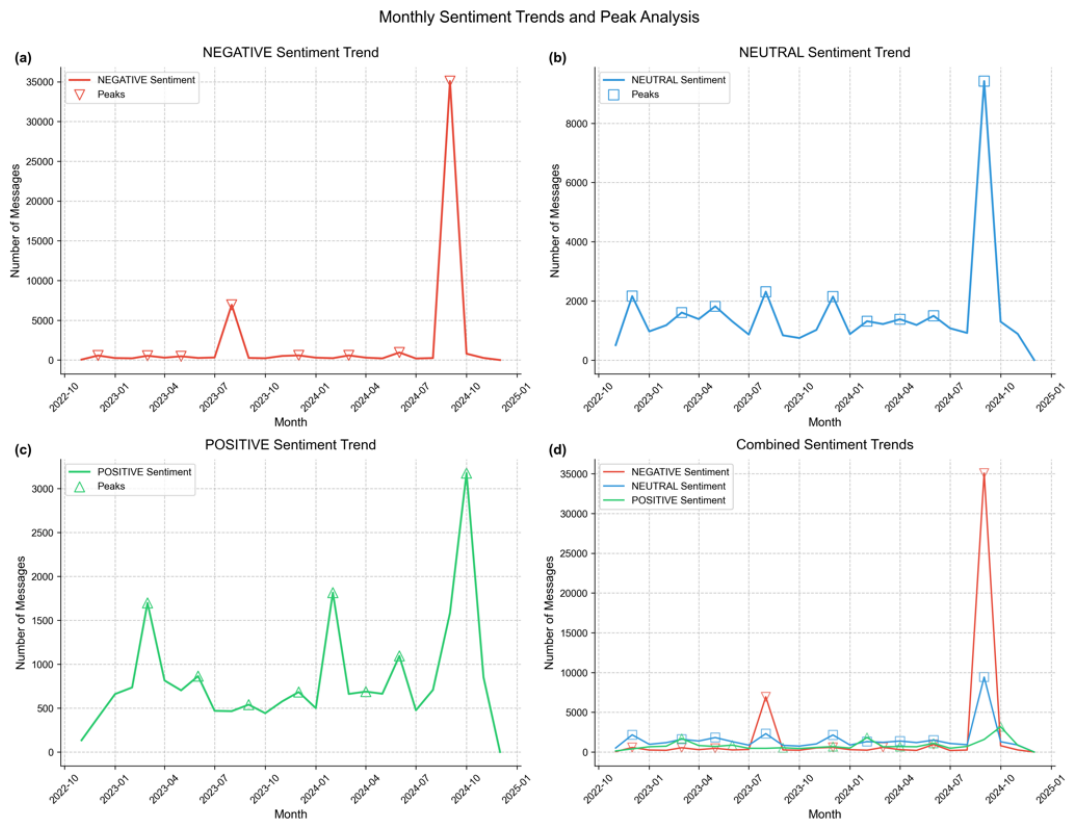 Monthly Sentiment Trends and Peak Analysis
(a)
NEGATIVE Sentiment Trend
NEGATIVE Sentiment
Peaks
Number of Messages
35000
30000
25000
20000
15000
10000
5000
0
2022-10
2023-01
2023-04
2023-07
2023-10
2024-01
2024-04
2024-07
2024-10
2025-01
Month
(b)
NEUTRAL Sentiment Trend
NEUTRAL Sentiment
Peaks
Number of Messages
8000
6000
4000
2000
0
2022-10
2023-01
2023-04
2023-07
2023-10
2024-01
2024-04
2024-07
2024-10
2025-01
Month
(c)
POSITIVE Sentiment Trend
POSITIVE Sentiment
Peaks
Number of Messages
3000
2500
2000
1500
1000
500
0
2022-10
2023-01
2023-04
2023-07
2023-10
2024-01
2024-04
2024-07
2024-10
2025-01
Month
(d)
Combined Sentiment Trends
NEGATIVE Sentiment
NEUTRAL Sentiment
POSITIVE Sentiment
Number of Messages
35000
30000
25000
20000
15000
10000
5000
0
2022-10
2023-01
2023-04
2023-07
2023-10
2024-01
2024-04
2024-07
2024-10
2025-01
Month